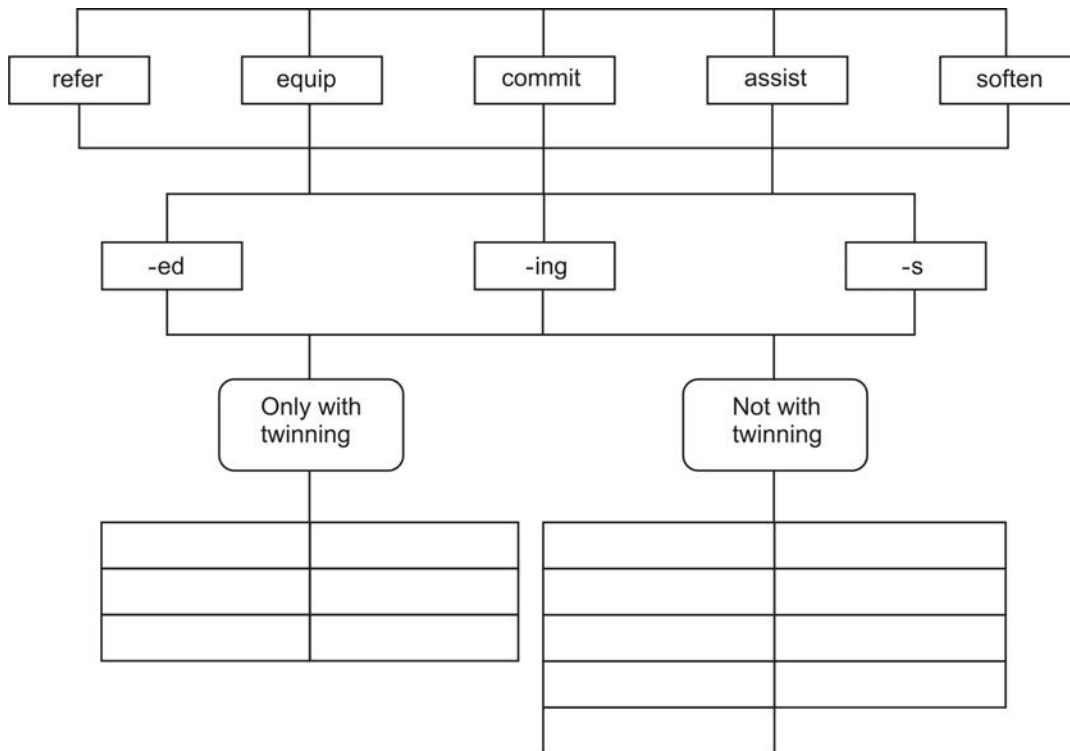 refer
equip
commit
assist
soften
-ed
-ing
-s
Only with
twinning
Not with
twinning